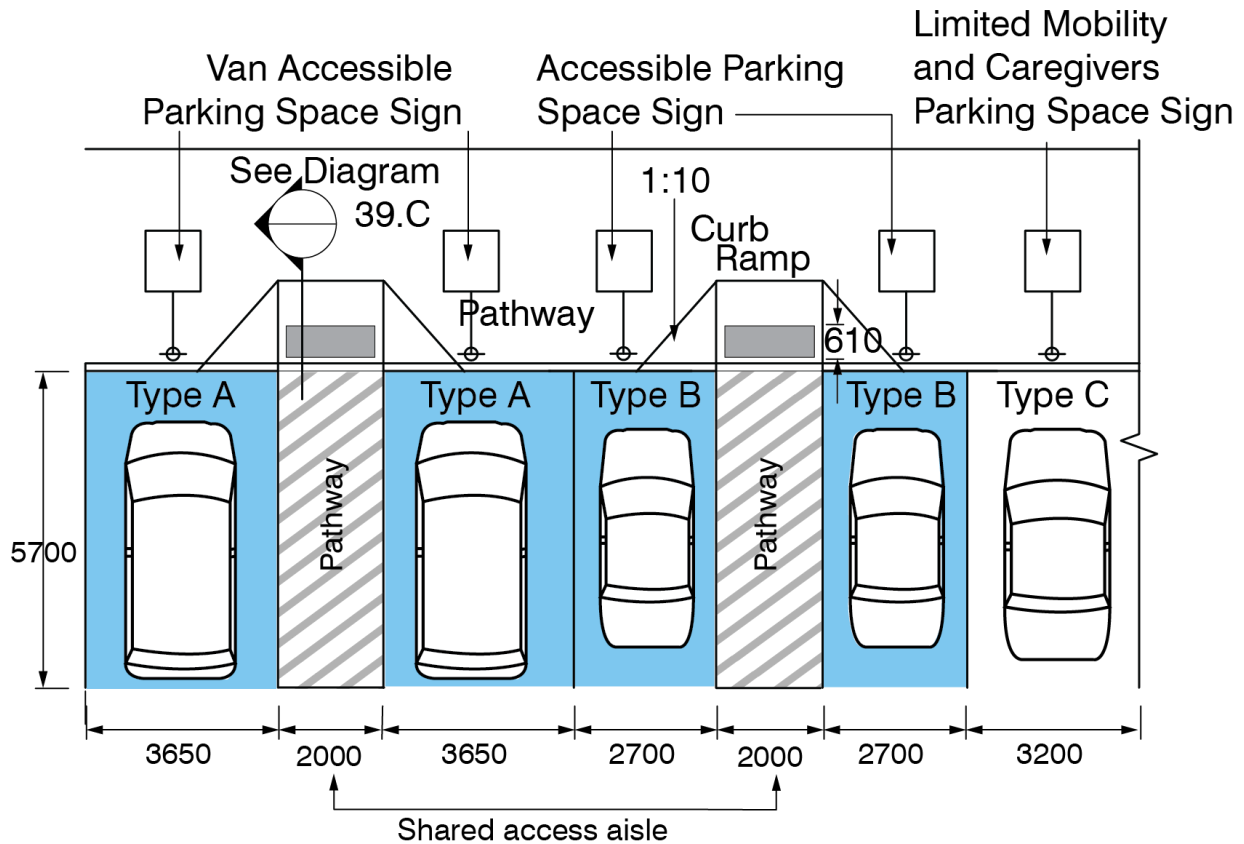 Limited Mobility
and Caregivers
Parking Space Sign
Van Accessible
Parking Space Sign
Accessible Parking
Space Sign
See Diagram
39.C
1:10
Curb
Ramp
Pathway
610
Type A
Type A
Type B
Type B
Type C
Pathway
Pathway
5700
3650
2000
3650
2700
2000
2700
3200
Shared access aisle